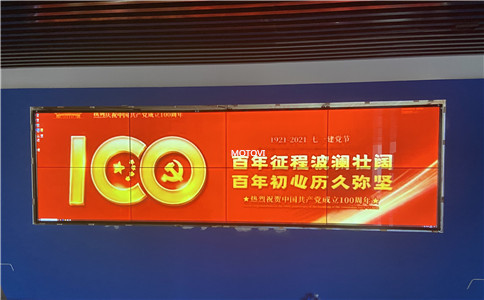 热烈庆祝中国共产党成立100周年
100
1921-2021 七一建党节
MOTOVI
百年征程波澜壮阔
百年初心历久弥坚
★热烈祝贺中国共产党成立100周年★